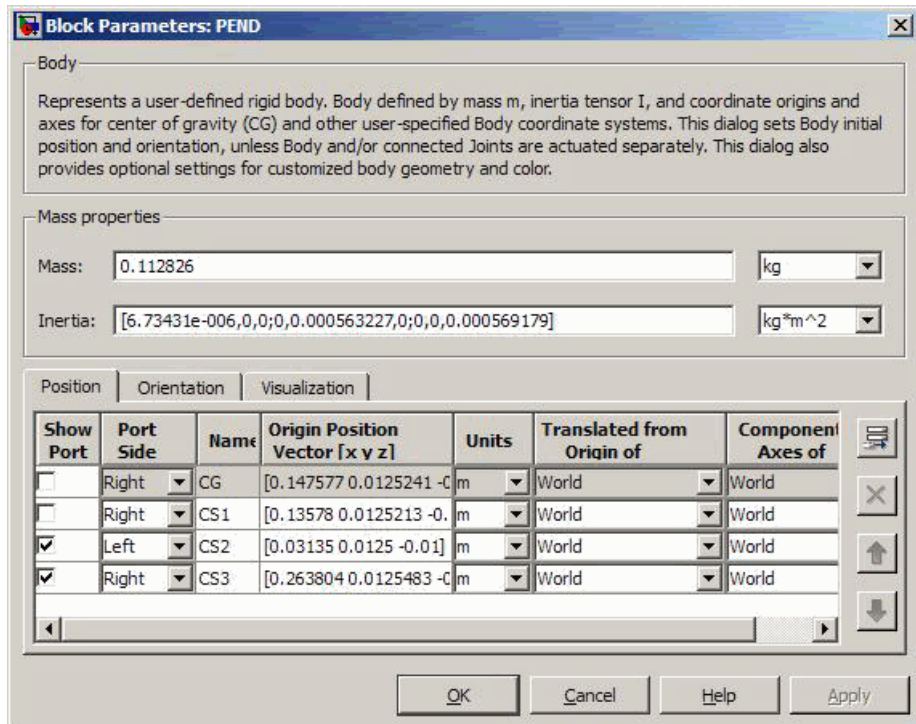 Block Parameters: PEND
Body
Represents a user-defined rigid body. Body defined by mass m, inertia tensor I, and coordinate origins and
axes for center of gravity (CG) and other user-specified Body coordinate systems. This dialog sets Body initial
position and orientation, unless Body and/or connected Joints are actuated separately. This dialog also
provides optional settings for customized body geometry and color.
Mass properties
Mass: 0.112826 kg
Inertia: [6.73431e-006,0,0;0,0.000563227,0;0,0,0.000569179] kg*m^2
Position Orientation Visualization
Show Port Origin Position Translated from Component
Port Side Name Vector [x y z] Units Origin of Axes of
Right CG [0.147577 0.0125241 -0 m World World
Right CS1 [0.13578 0.0125213 -0. m World World
Left CS2 [0.03135 0.0125 -0.01] m World World
Right CS3 [0.263804 0.0125483 -0 m World World
OK Cancel Help Apply